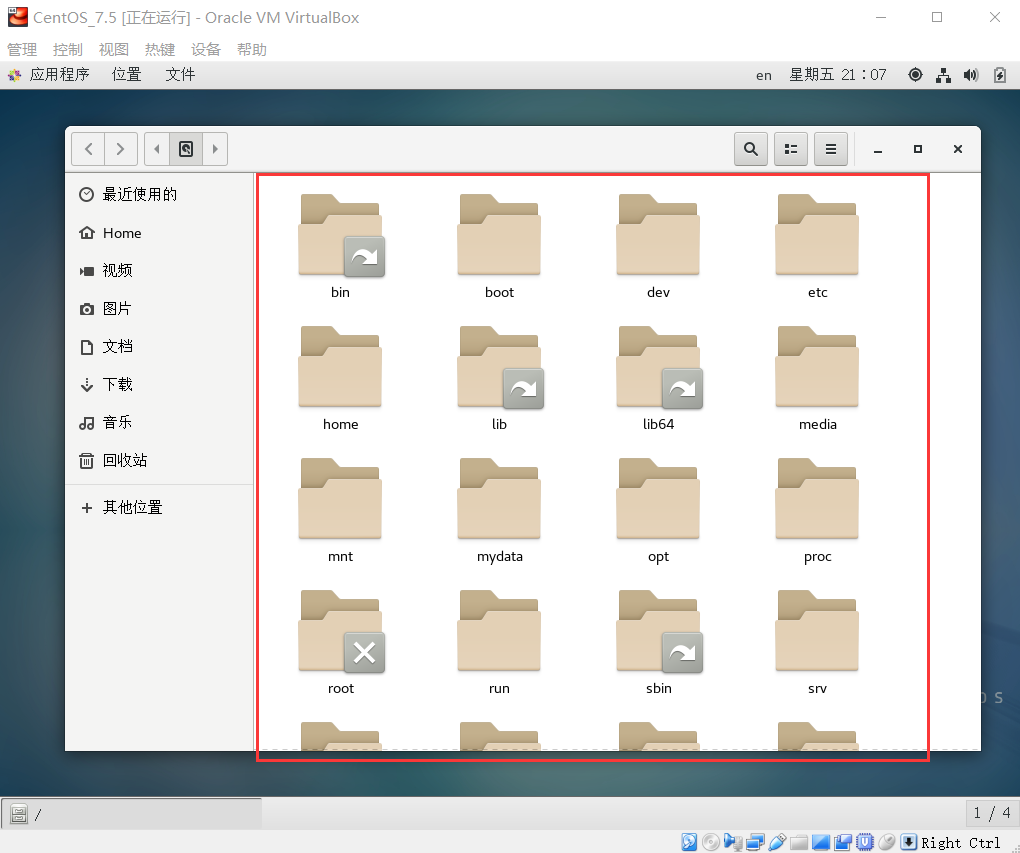 CentOS_7.5 [正在运行] - Oracle VM VirtualBox
管理 控制 视图 热键 设备 帮助
应用程序 位置 文件 en 星期五 21：07
最近使用的
Home
视频
图片
文档
下载
音乐
回收站
其他位置
bin boot dev etc
home lib lib64 media
mnt mydata opt proc
root run sbin srv
O S
/ 1 / 4
Right Ctrl